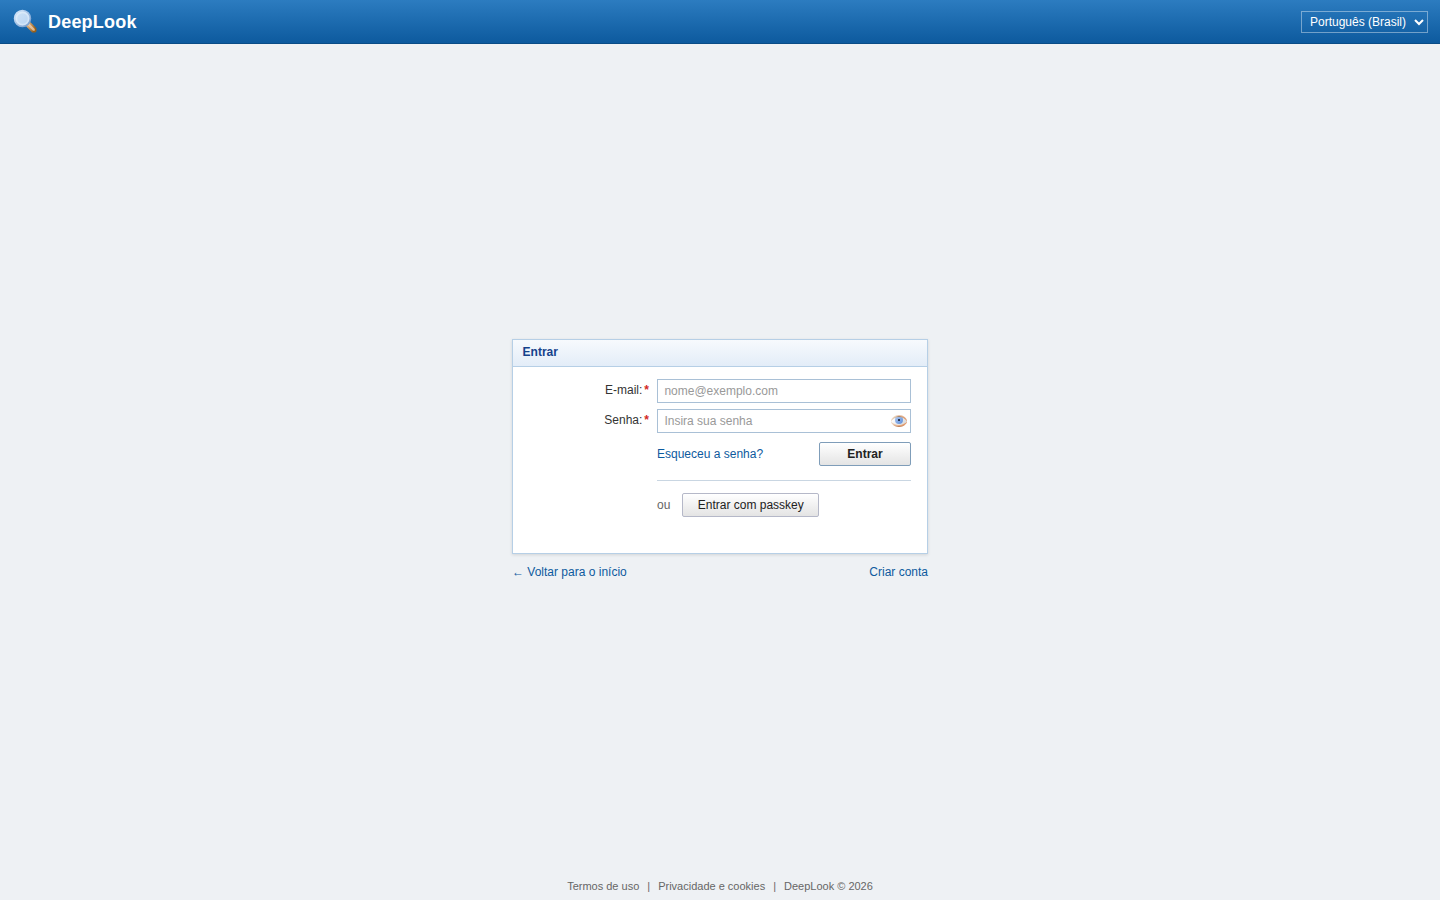 DeepLook
Português (Brasil)
Entrar
E-mail:*
nome@exemplo.com
Senha:*
Insira sua senha
Esqueceu a senha?
Entrar
ou
Entrar com passkey
← Voltar para o início
Criar conta
Termos de uso | Privacidade e cookies | DeepLook © 2026